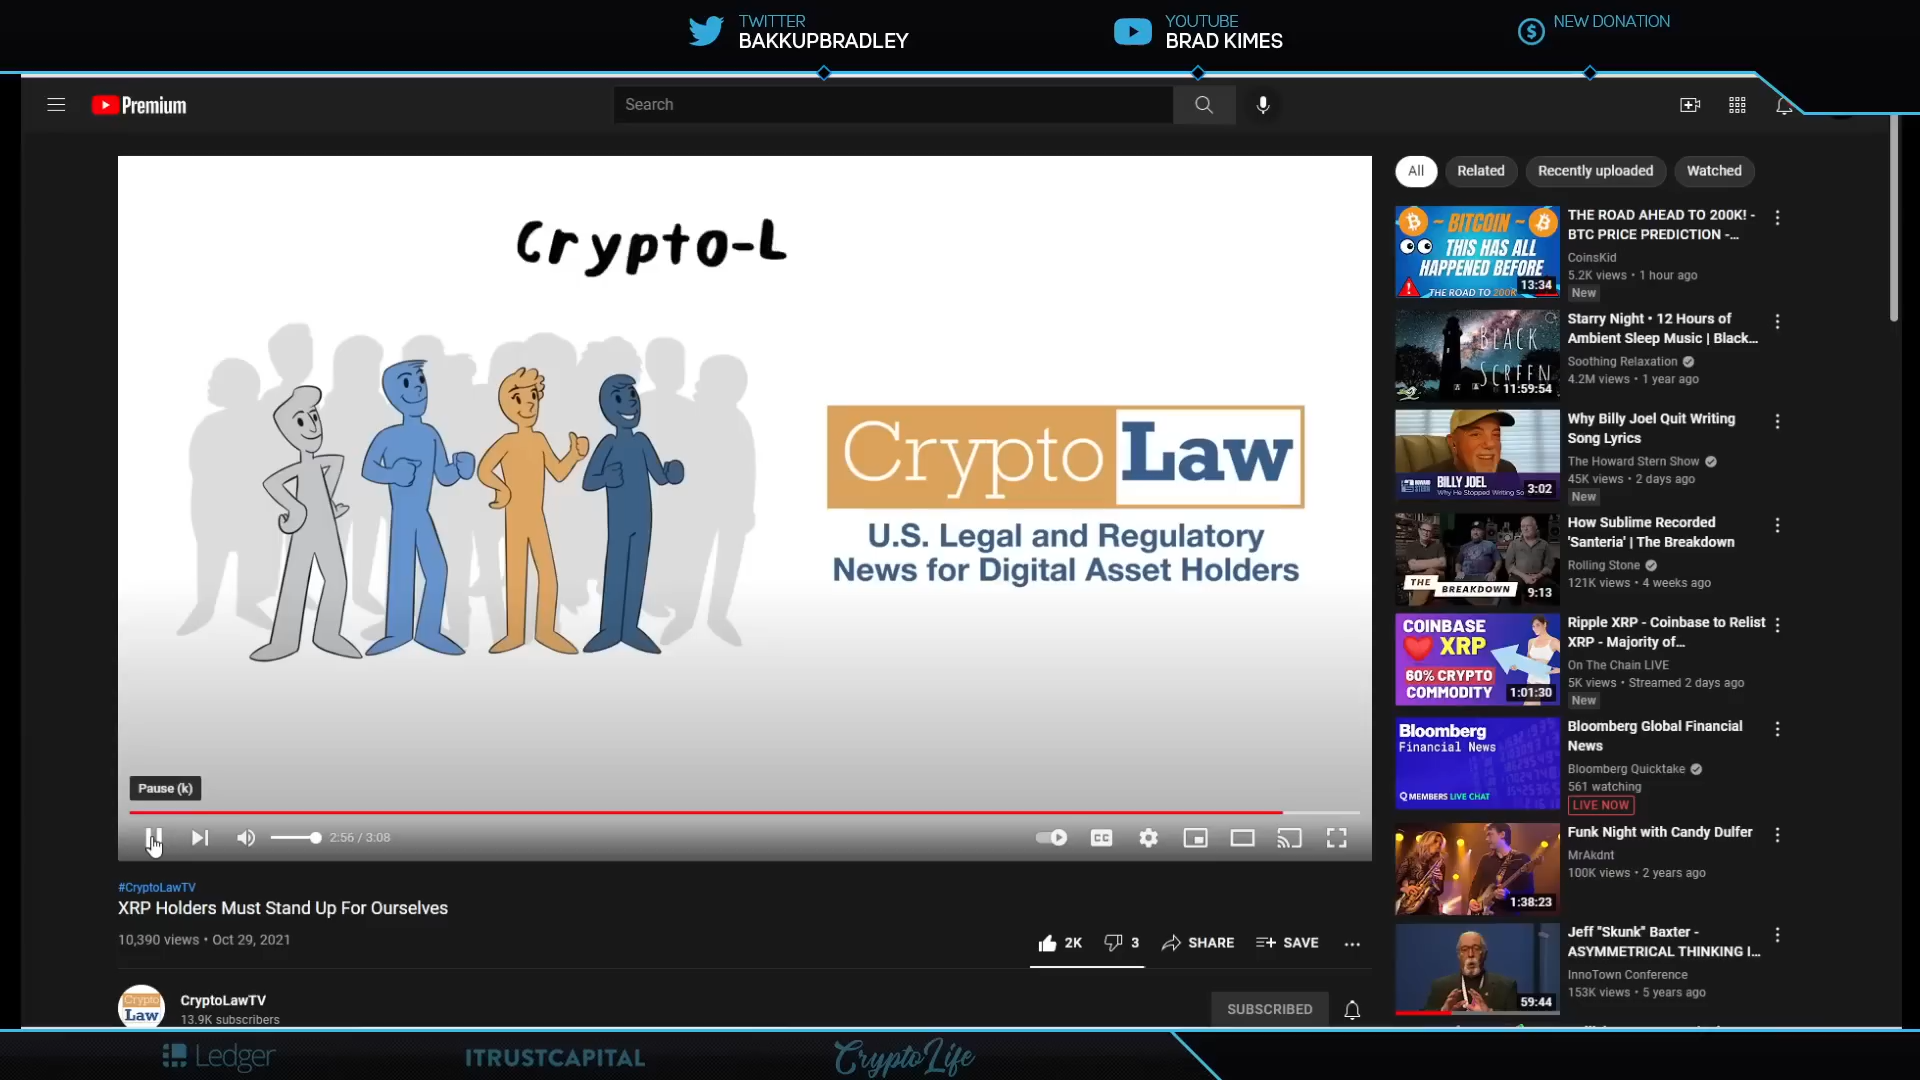 TWITTER
BAKKUPBRADLEY
YOUTUBE
BRAD KIMES
NEW DONATION
Premium
Search
Crypto-L
Crypto Law
U.S. Legal and Regulatory
News for Digital Asset Holders
Pause (k)
2:56 / 3:08
CC
#CryptoLawTV
XRP Holders Must Stand Up For Ourselves
10,390 views • Oct 29, 2021
2K
3
SHARE
SAVE
Crypto
Law
CryptoLawTV
13.9K subscribers
SUBSCRIBED
All
Related
Recently uploaded
Watched
~ BITCOIN ~
THIS HAS ALL
HAPPENED BEFORE
THE ROAD TO 200K
13:34
THE ROAD AHEAD TO 200K! -
BTC PRICE PREDICTION -...
CoinsKid
5.2K views • 1 hour ago
New
BLACK
SCREEN
11:59:54
Starry Night • 12 Hours of
Ambient Sleep Music | Black...
Soothing Relaxation
4.2M views • 1 year ago
BILLY JOEL
Why He Stopped Writing So
3:02
Why Billy Joel Quit Writing
Song Lyrics
The Howard Stern Show
45K views • 2 days ago
New
THE
BREAKDOWN
9:13
How Sublime Recorded
'Santeria' | The Breakdown
Rolling Stone
121K views • 4 weeks ago
COINBASE
XRP
60% CRYPTO
COMMODITY
1:01:30
Ripple XRP - Coinbase to Relist
XRP - Majority of...
On The Chain LIVE
5K views • Streamed 2 days ago
New
Bloomberg
Financial News
Q MEMBERS LIVE CHAT
Bloomberg Global Financial
News
Bloomberg Quicktake
561 watching
LIVE NOW
1:38:23
Funk Night with Candy Dulfer
MrAkdnt
100K views • 2 years ago
59:44
Jeff "Skunk" Baxter -
ASYMMETRICAL THINKING I...
InnoTown Conference
153K views • 5 years ago
Ledger
ITRUSTCAPITAL
CryptoLife